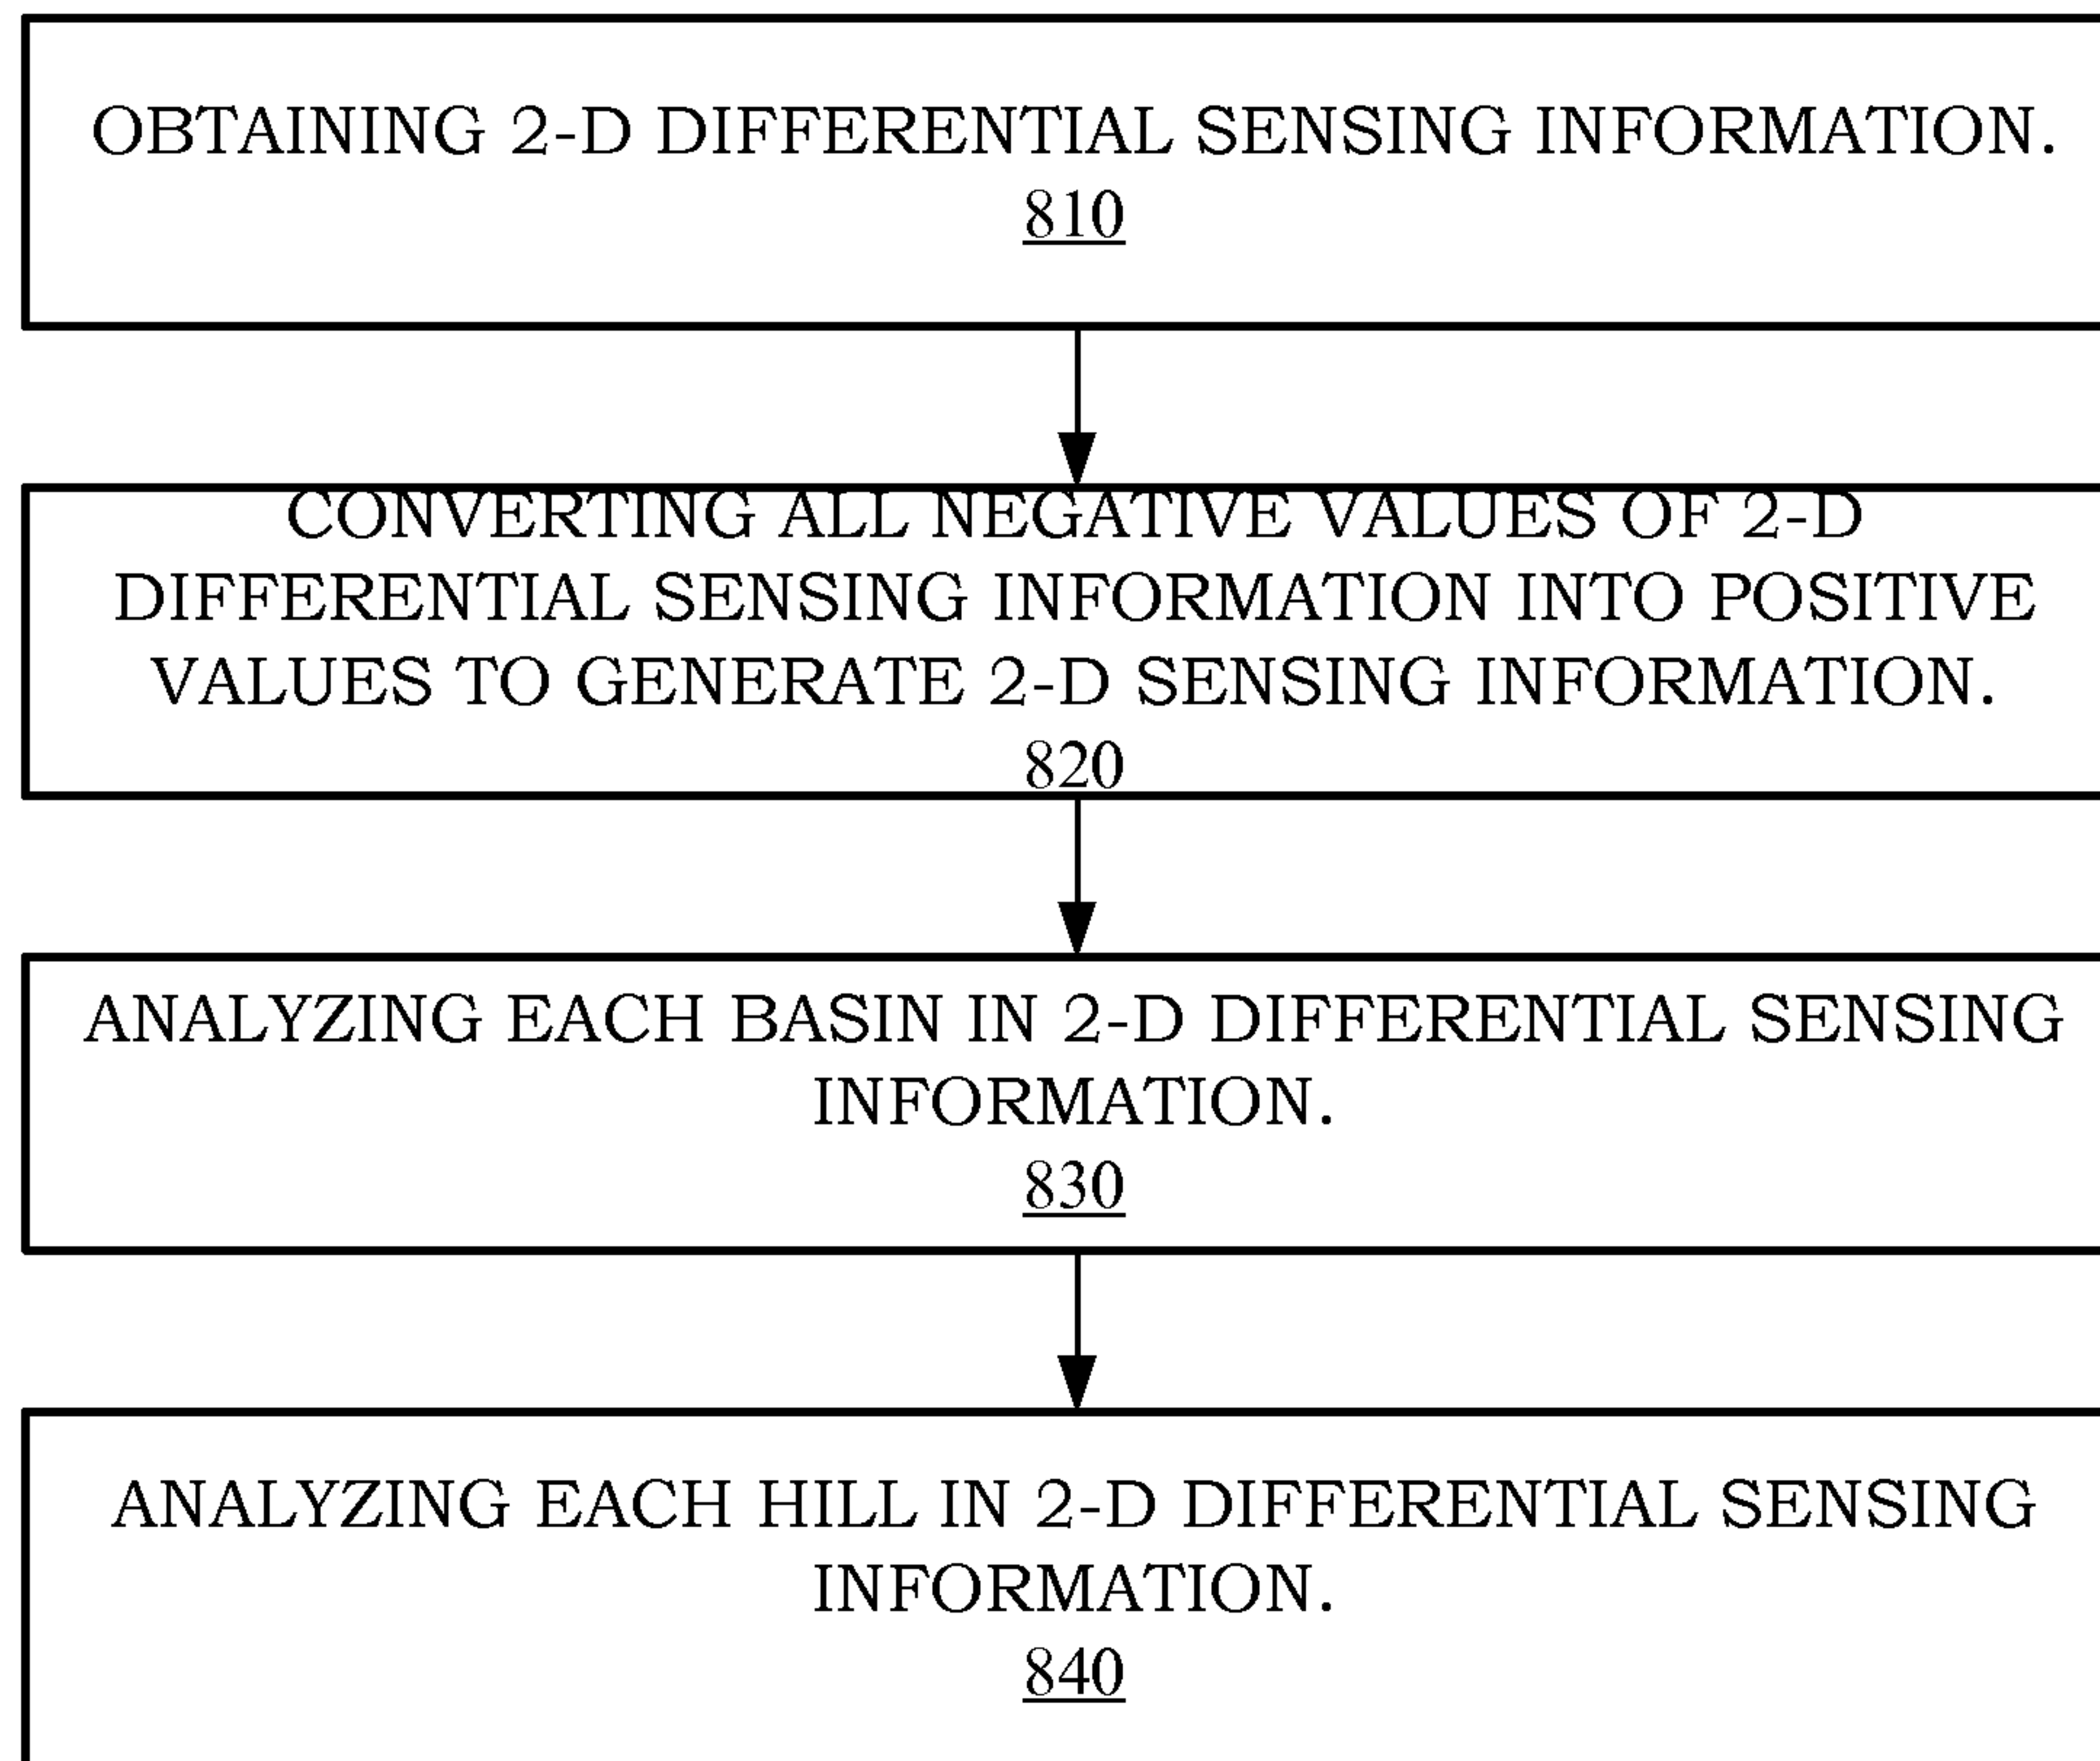 OBTAINING 2-D DIFFERENTIAL SENSING INFORMATION.
810
CONVERTING ALL NEGATIVE VALUES OF 2-D
DIFFERENTIAL SENSING INFORMATION INTO POSITIVE
VALUES TO GENERATE 2-D SENSING INFORMATION.
820
ANALYZING EACH BASIN IN 2-D DIFFERENTIAL SENSING
INFORMATION.
830
ANALYZING EACH HILL IN 2-D DIFFERENTIAL SENSING
INFORMATION.
840